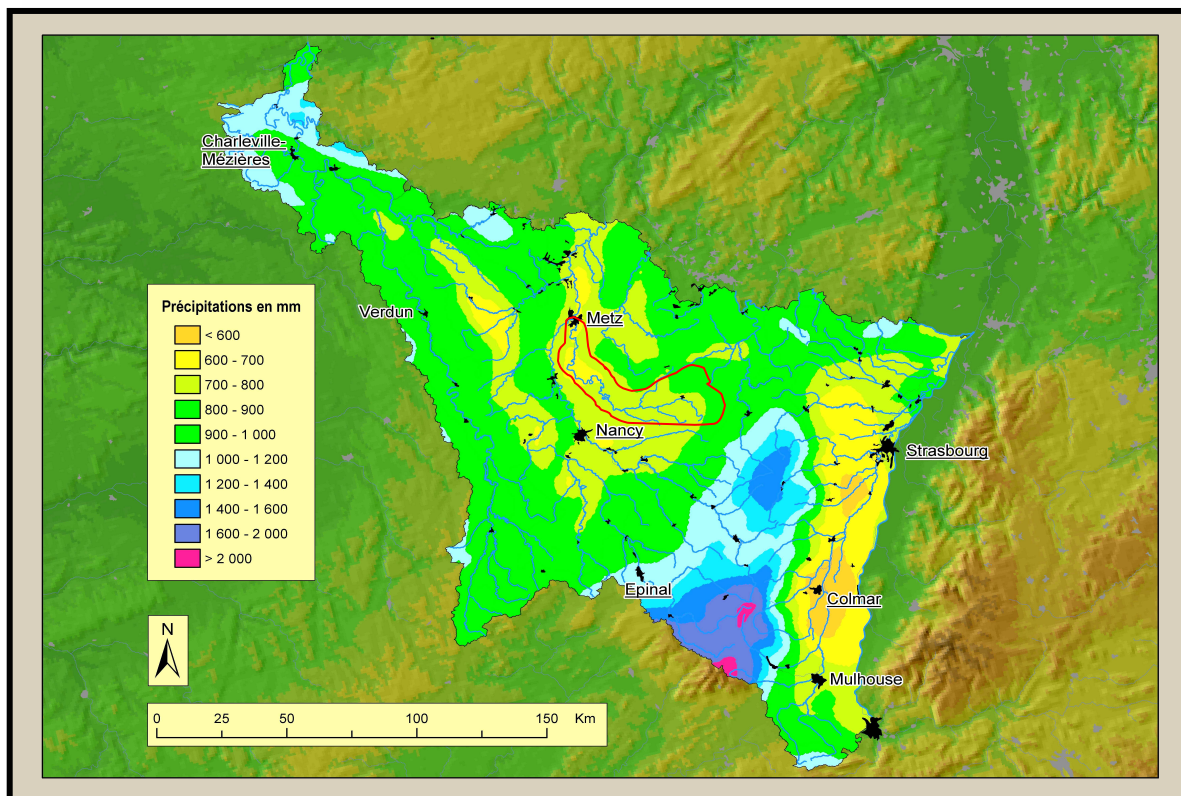 Charleville-
Mézières
Verdun
Metz
Nancy
Strasbourg
Epinal
Colmar
Mulhouse
Précipitations en mm
< 600
600 - 700
700 - 800
800 - 900
900 - 1 000
1 000 - 1 200
1 200 - 1 400
1 400 - 1 600
1 600 - 2 000
> 2 000
N
0 25 50 100 150 Km